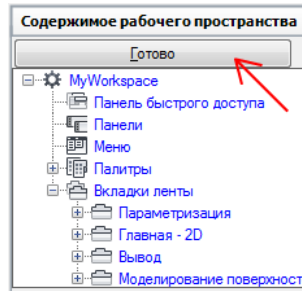 Содержимое рабочего пространства
Готово
MyWorkspace
Панель быстрого доступа
Панели
Меню
Палитры
Вкладки ленты
Параметризация
Главная - 2D
Вывод
Моделирование поверхност